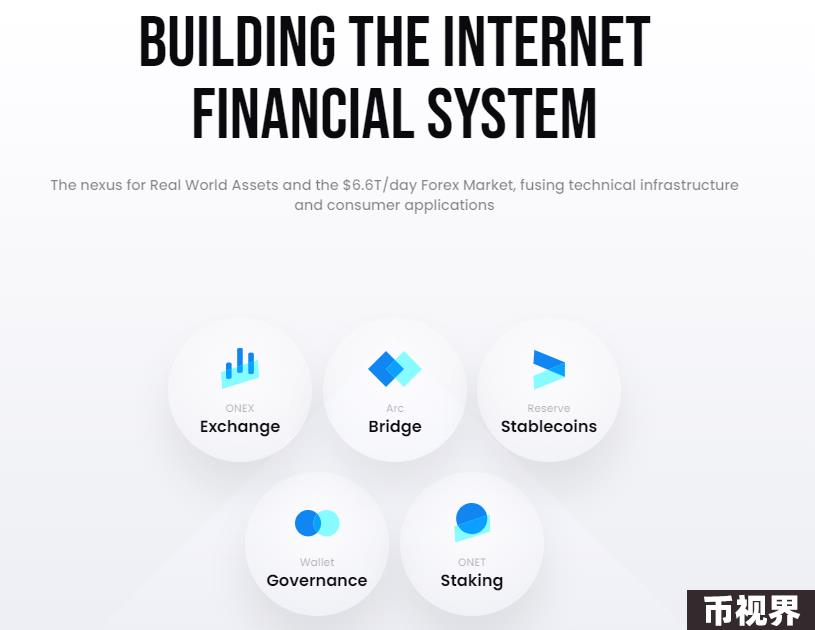 BUILDING THE INTERNET
FINANCIAL SYSTEM
The nexus for Real World Assets and the $6.6T/day Forex Market, fusing technical infrastructure
and consumer applications
ONEX
Exchange
Arc
Bridge
Reserve
Stablecoins
Wallet
Governance
ONET
Staking
币视界